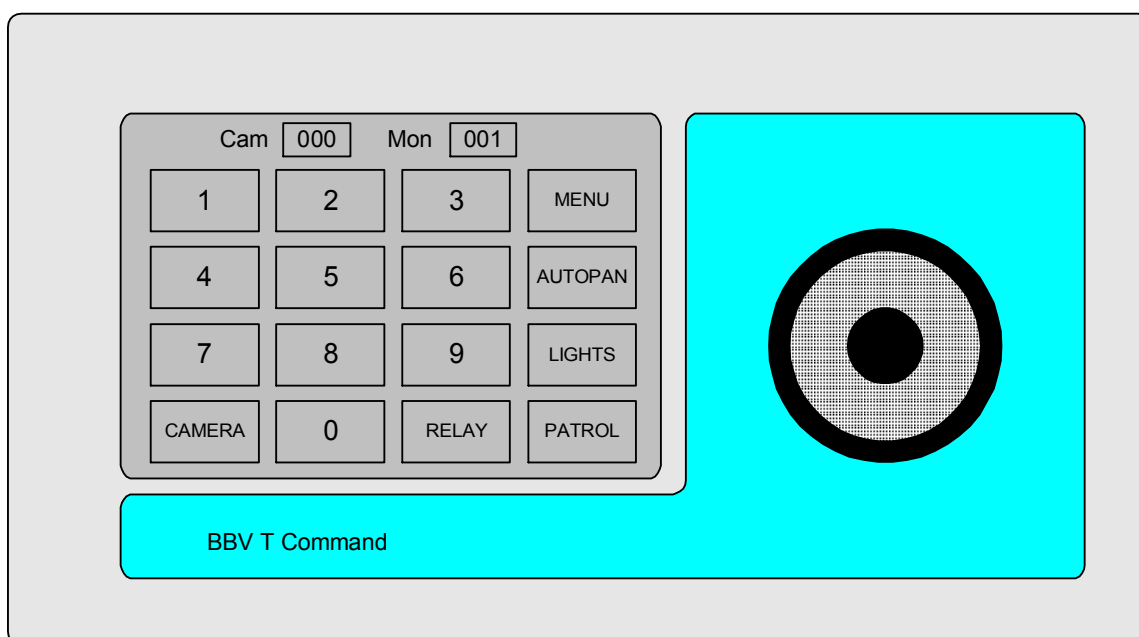 Cam 000 Mon 001
1 2 3 MENU
4 5 6 AUTOPAN
7 8 9 LIGHTS
CAMERA 0 RELAY PATROL
BBV T Command